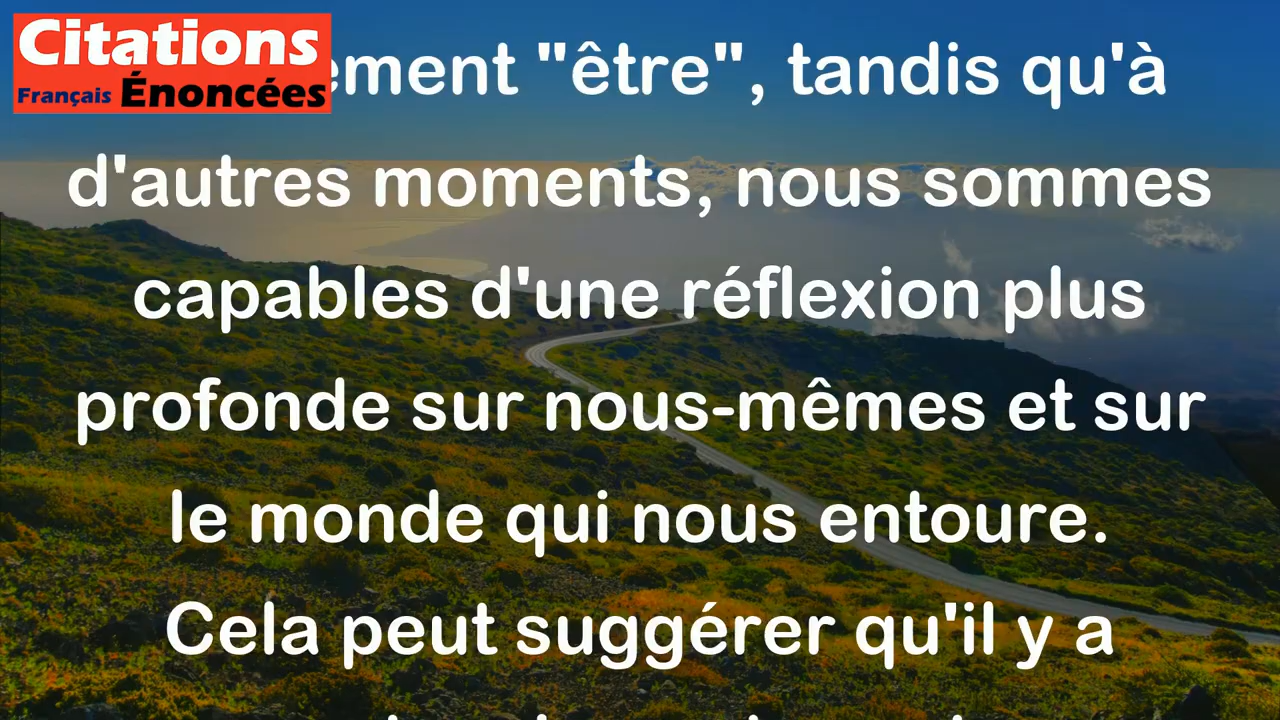 Citations
Français Énoncées
ement "être", tandis qu'à
d'autres moments, nous sommes
capables d'une réflexion plus
profonde sur nous-mêmes et sur
le monde qui nous entoure.
Cela peut suggérer qu'il y a